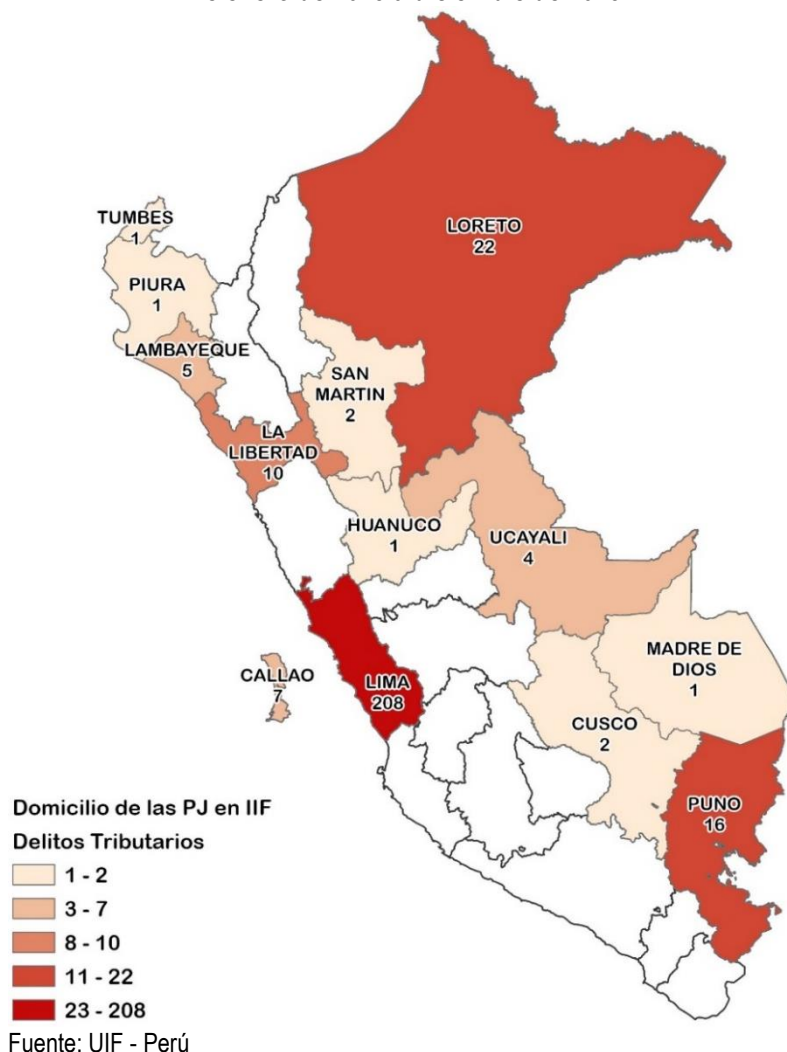 TUMBES
1
PIURA
1
LAMBAYEQUE
5
LORETO
22
SAN
MARTIN
2
LA
LIBERTAD
10
HUANUCO
1
UCAYALI
4
MADRE DE
DIOS
1
CALLAO
7
LIMA
208
CUSCO
2
PUNO
16
Domicilio de las PJ en IIF
Delitos Tributarios
1 - 2
3 - 7
8 - 10
11 - 22
23 - 208
Fuente: UIF - Perú